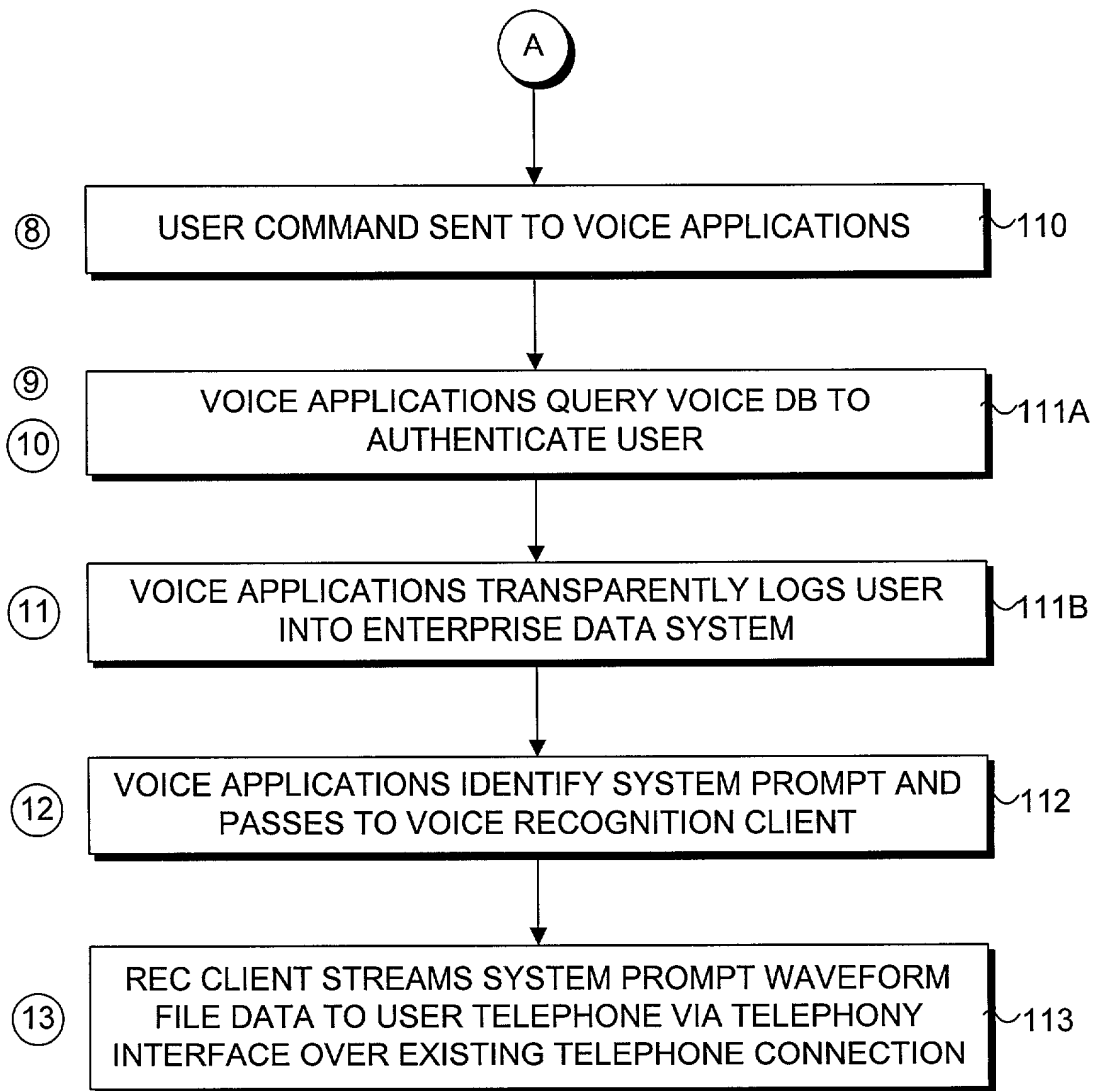 A
8
USER COMMAND SENT TO VOICE APPLICATIONS
110
9
10
VOICE APPLICATIONS QUERY VOICE DB TO
AUTHENTICATE USER
111A
11
VOICE APPLICATIONS TRANSPARENTLY LOGS USER
INTO ENTERPRISE DATA SYSTEM
111B
12
VOICE APPLICATIONS IDENTIFY SYSTEM PROMPT AND
PASSES TO VOICE RECOGNITION CLIENT
112
13
REC CLIENT STREAMS SYSTEM PROMPT WAVEFORM
FILE DATA TO USER TELEPHONE VIA TELEPHONY
INTERFACE OVER EXISTING TELEPHONE CONNECTION
113